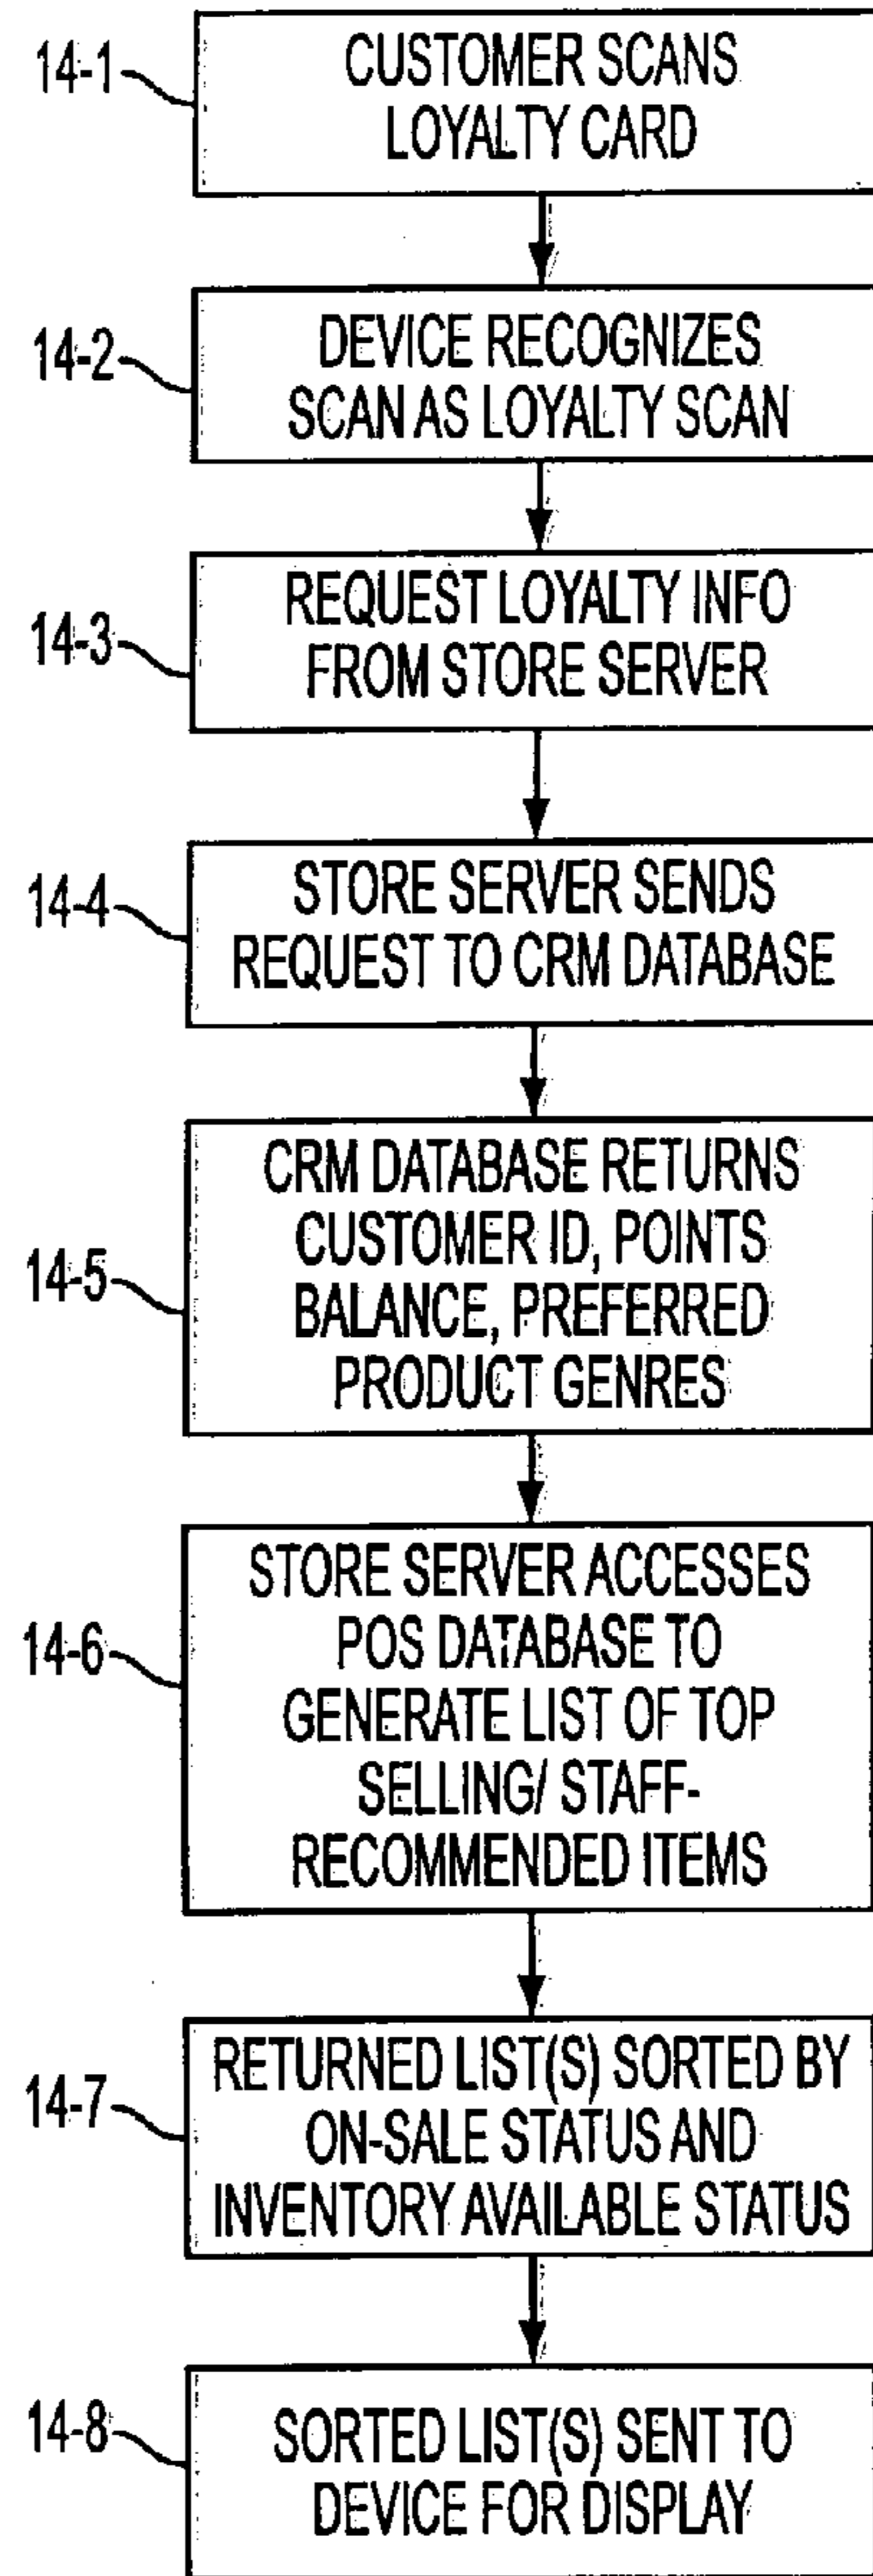 14-1
CUSTOMER SCANS
LOYALTY CARD
14-2
DEVICE RECOGNIZES
SCAN AS LOYALTY SCAN
14-3
REQUEST LOYALTY INFO
FROM STORE SERVER
14-4
STORE SERVER SENDS
REQUEST TO CRM DATABASE
14-5
CRM DATABASE RETURNS
CUSTOMER ID, POINTS
BALANCE, PREFERRED
PRODUCT GENRES
14-6
STORE SERVER ACCESSES
POS DATABASE TO
GENERATE LIST OF TOP
SELLING/ STAFF-
RECOMMENDED ITEMS
14-7
RETURNED LIST(S) SORTED BY
ON-SALE STATUS AND
INVENTORY AVAILABLE STATUS
14-8
SORTED LIST(S) SENT TO
DEVICE FOR DISPLAY